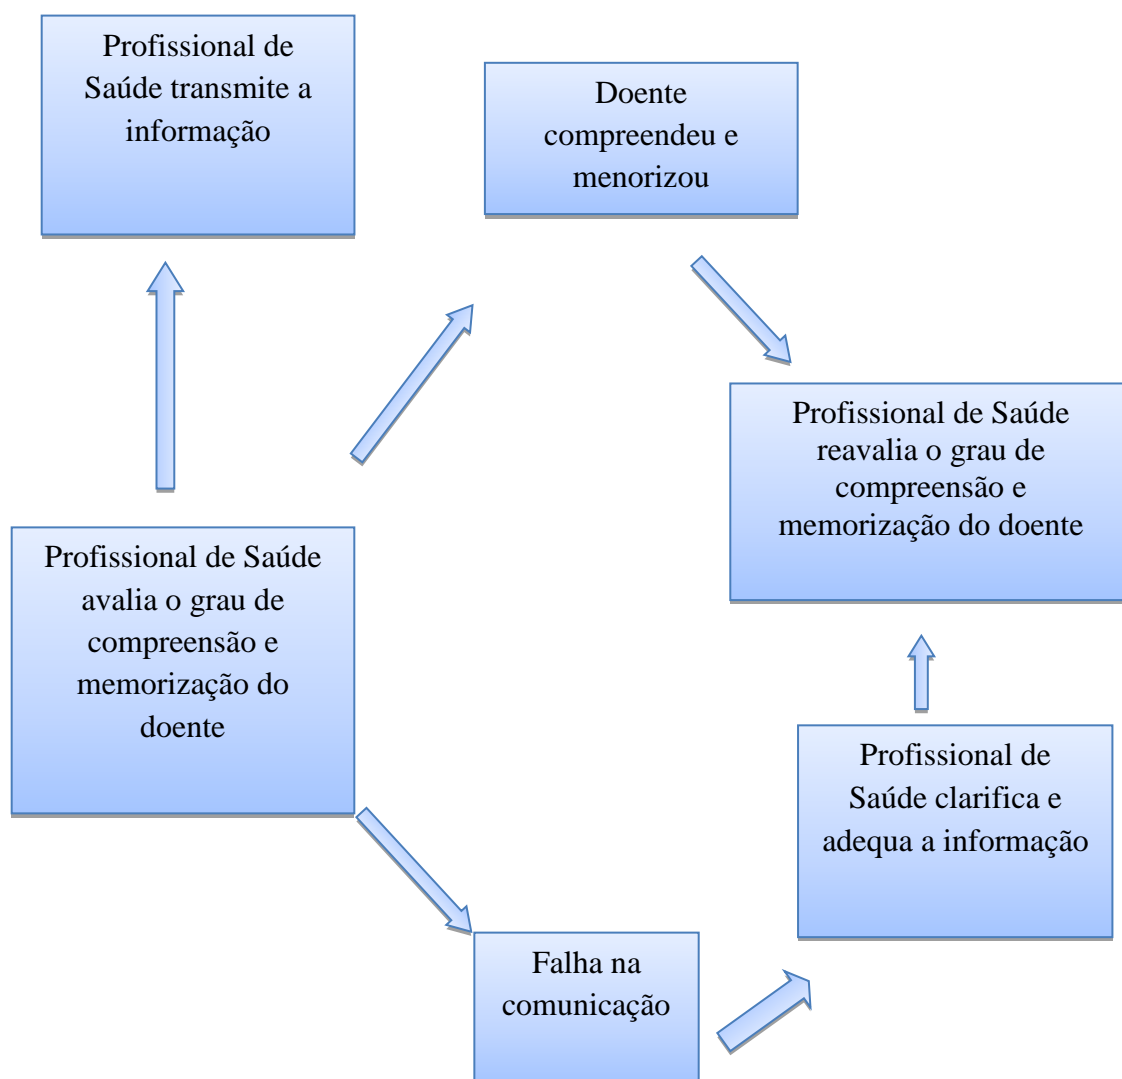 Profissional de
Saúde transmite a
informação
Doente
compreendeu e
menorizou
Profissional de Saúde
reavalia o grau de
compreensão e
memorização do doente
Profissional de Saúde
avalia o grau de
compreensão e
memorização do
doente
Profissional de
Saúde clarifica e
adequa a informação
Falha na
comunicação